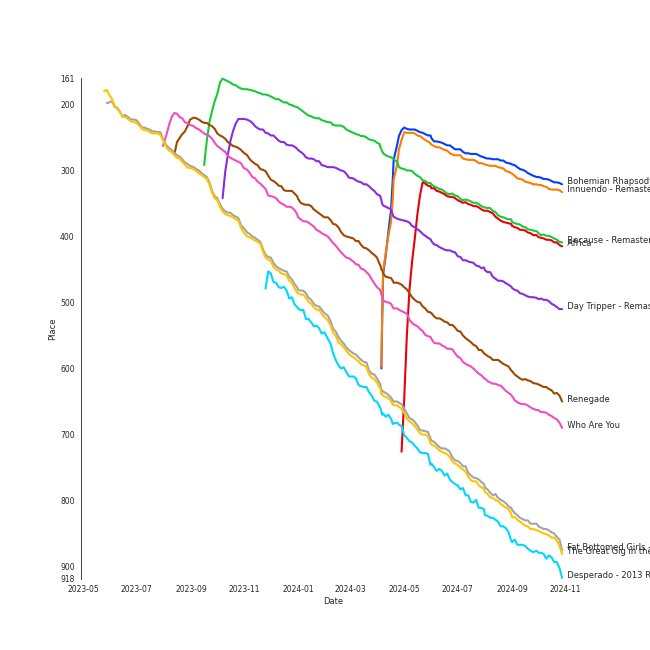 161
200
300
400
500
600
700
800
900
918
Place
2023-05
2023-07
2023-09
2023-11
2024-01
2024-03
2024-05
2024-07
2024-09
2024-11
Date
Bohemian Rhapsody
Innuendo - Remaste
Because - Remaster
Africa
Day Tripper - Remas
Renegade
Who Are You
Fat Bottomed Girls
The Great Gig in the
Desperado - 2013 R